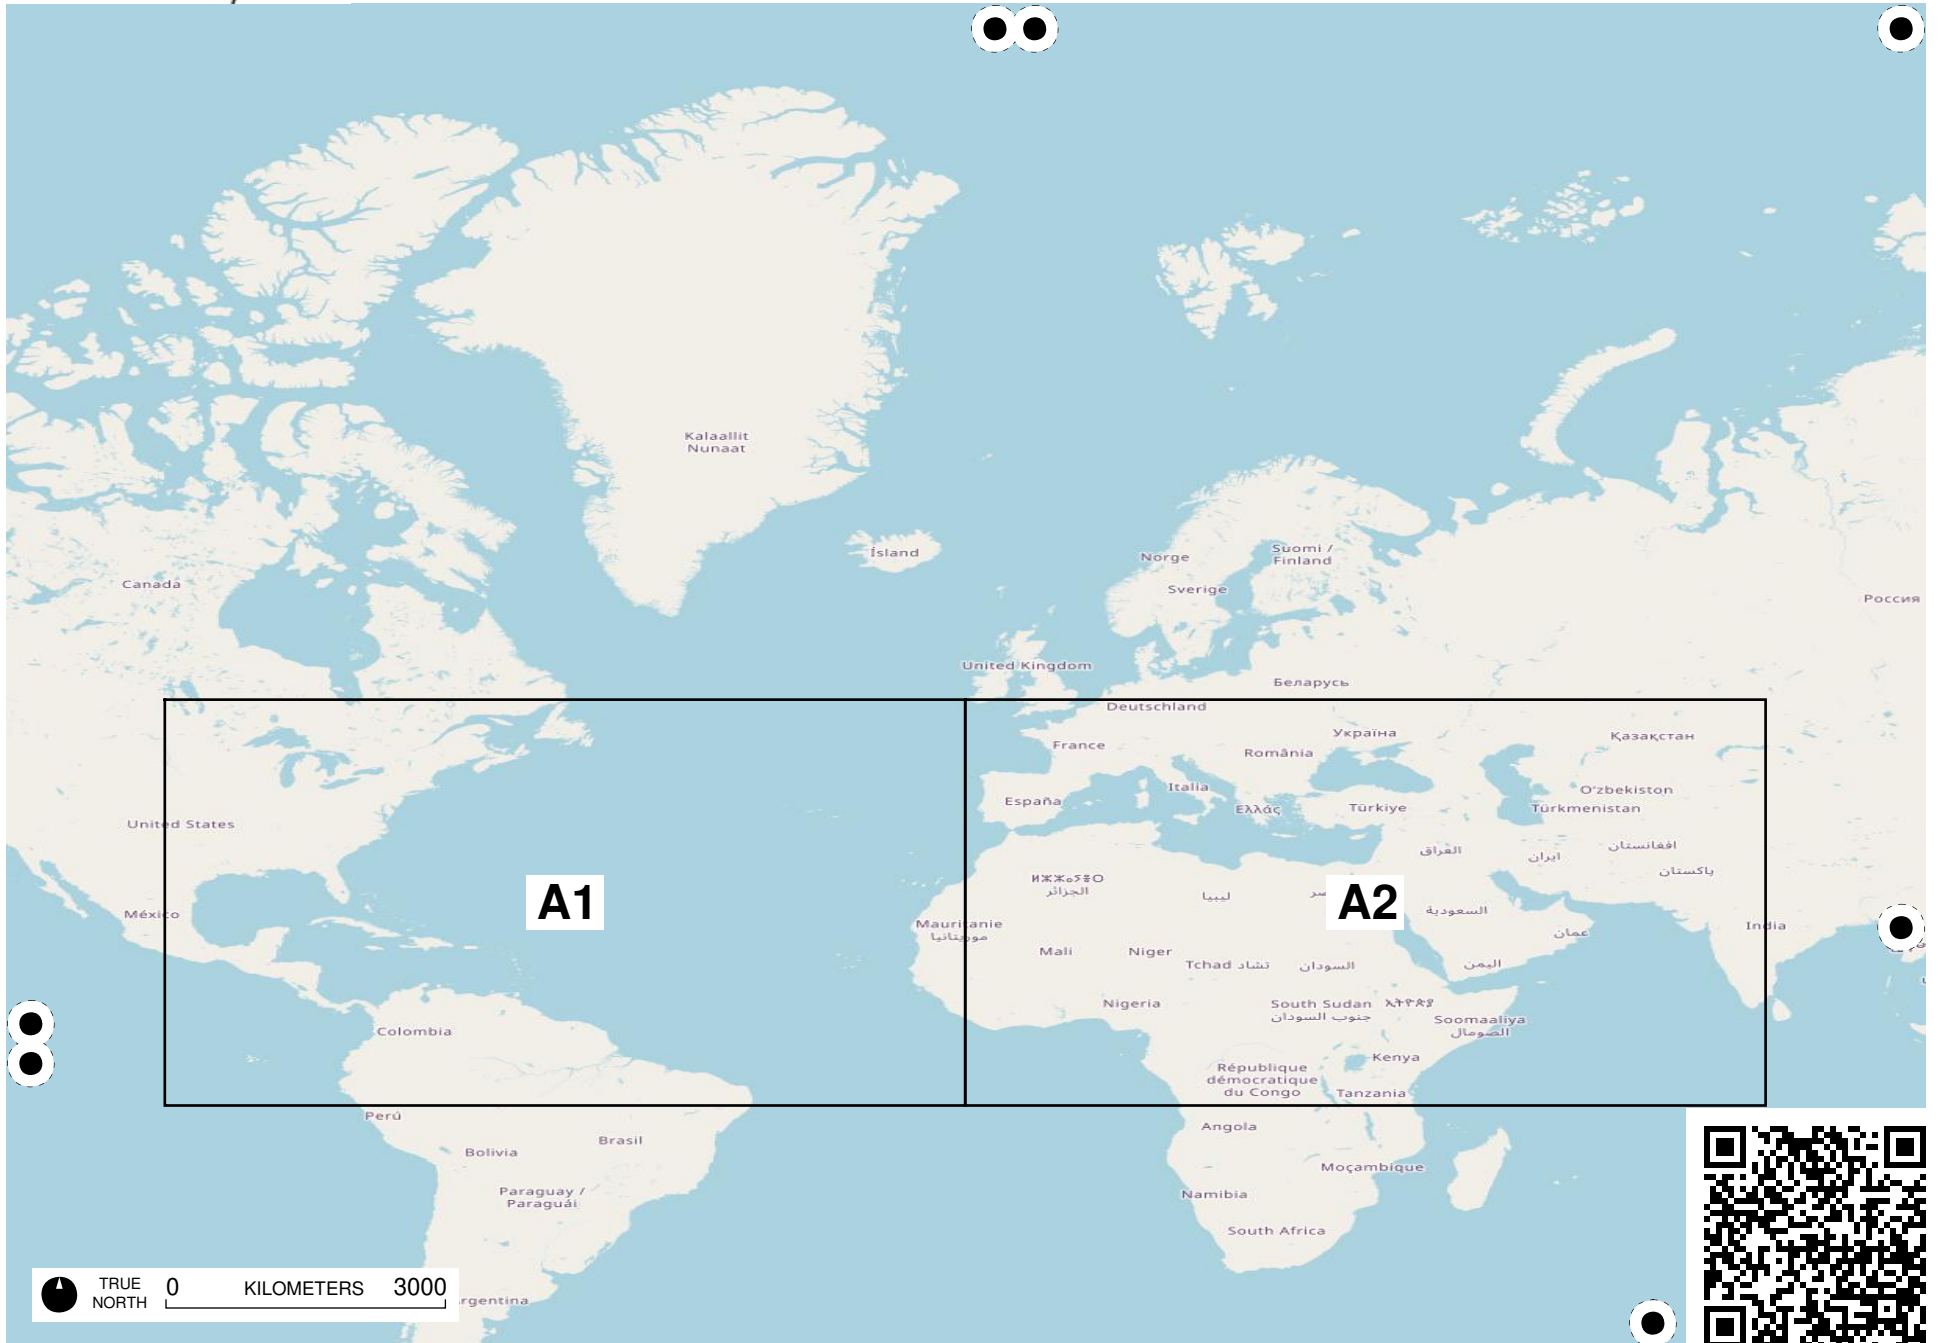 Kalaallit
Nunaat
Ísland
Norge
Suomi /
Finland
Sverige
Canada
Россия
United Kingdom
Беларусь
Deutschland
France
Україна
România
Қазақстан
España
Italia
Ελλάς
Türkiye
O'zbekiston
Türkmenistan
United States
العراق
ايران
افغانستان
پاکستان
A1
ⵍⵣⵣⴰⵢⴻⵔ
الجزائر
ليبيا
A2
السعودية
México
Mauritanie
موريتانيا
India
عمان
Mali
Niger
Tchad تشاد
السودان
اليمن
Nigeria
South Sudan
جنوب السودان
ኢትዮጵያ
Soomaaliya
الصومال
Colombia
Kenya
République
démocratique
du Congo
Tanzania
Perú
Angola
Brasil
Bolivia
Moçambique
Paraguay /
Paraguái
Namibia
South Africa
TRUE
NORTH
0 KILOMETERS 3000
rgentina